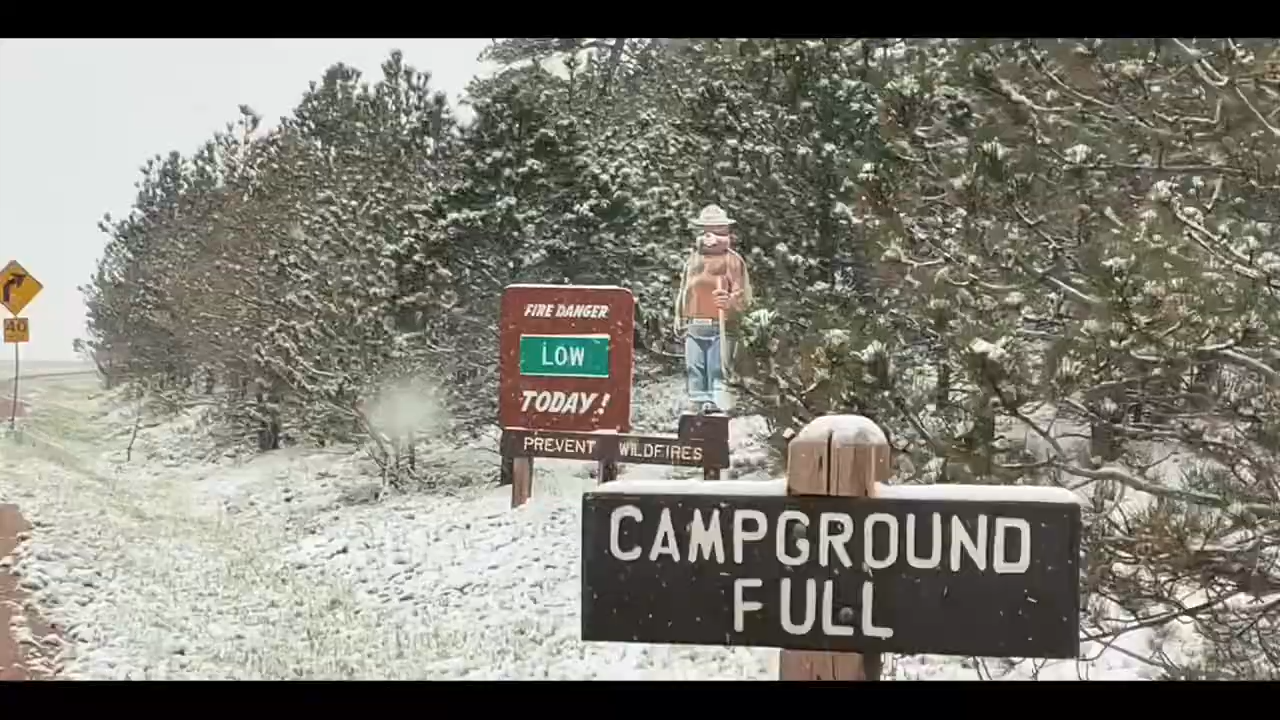 40
FIRE DANGER
LOW
TODAY!
PREVENT WILDFIRES
CAMPGROUND
FULL